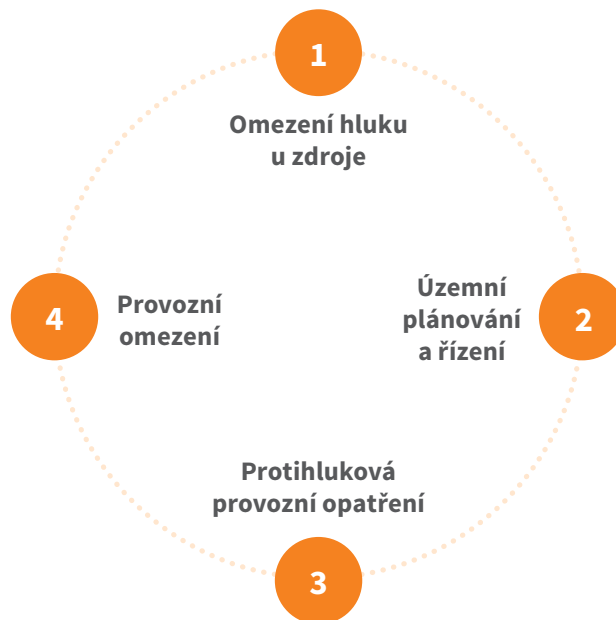 1
Omezení hluku
u zdroje
2
Územní
plánování
a řízení
3
Protihluková
provozní opatření
4
Provozní
omezení